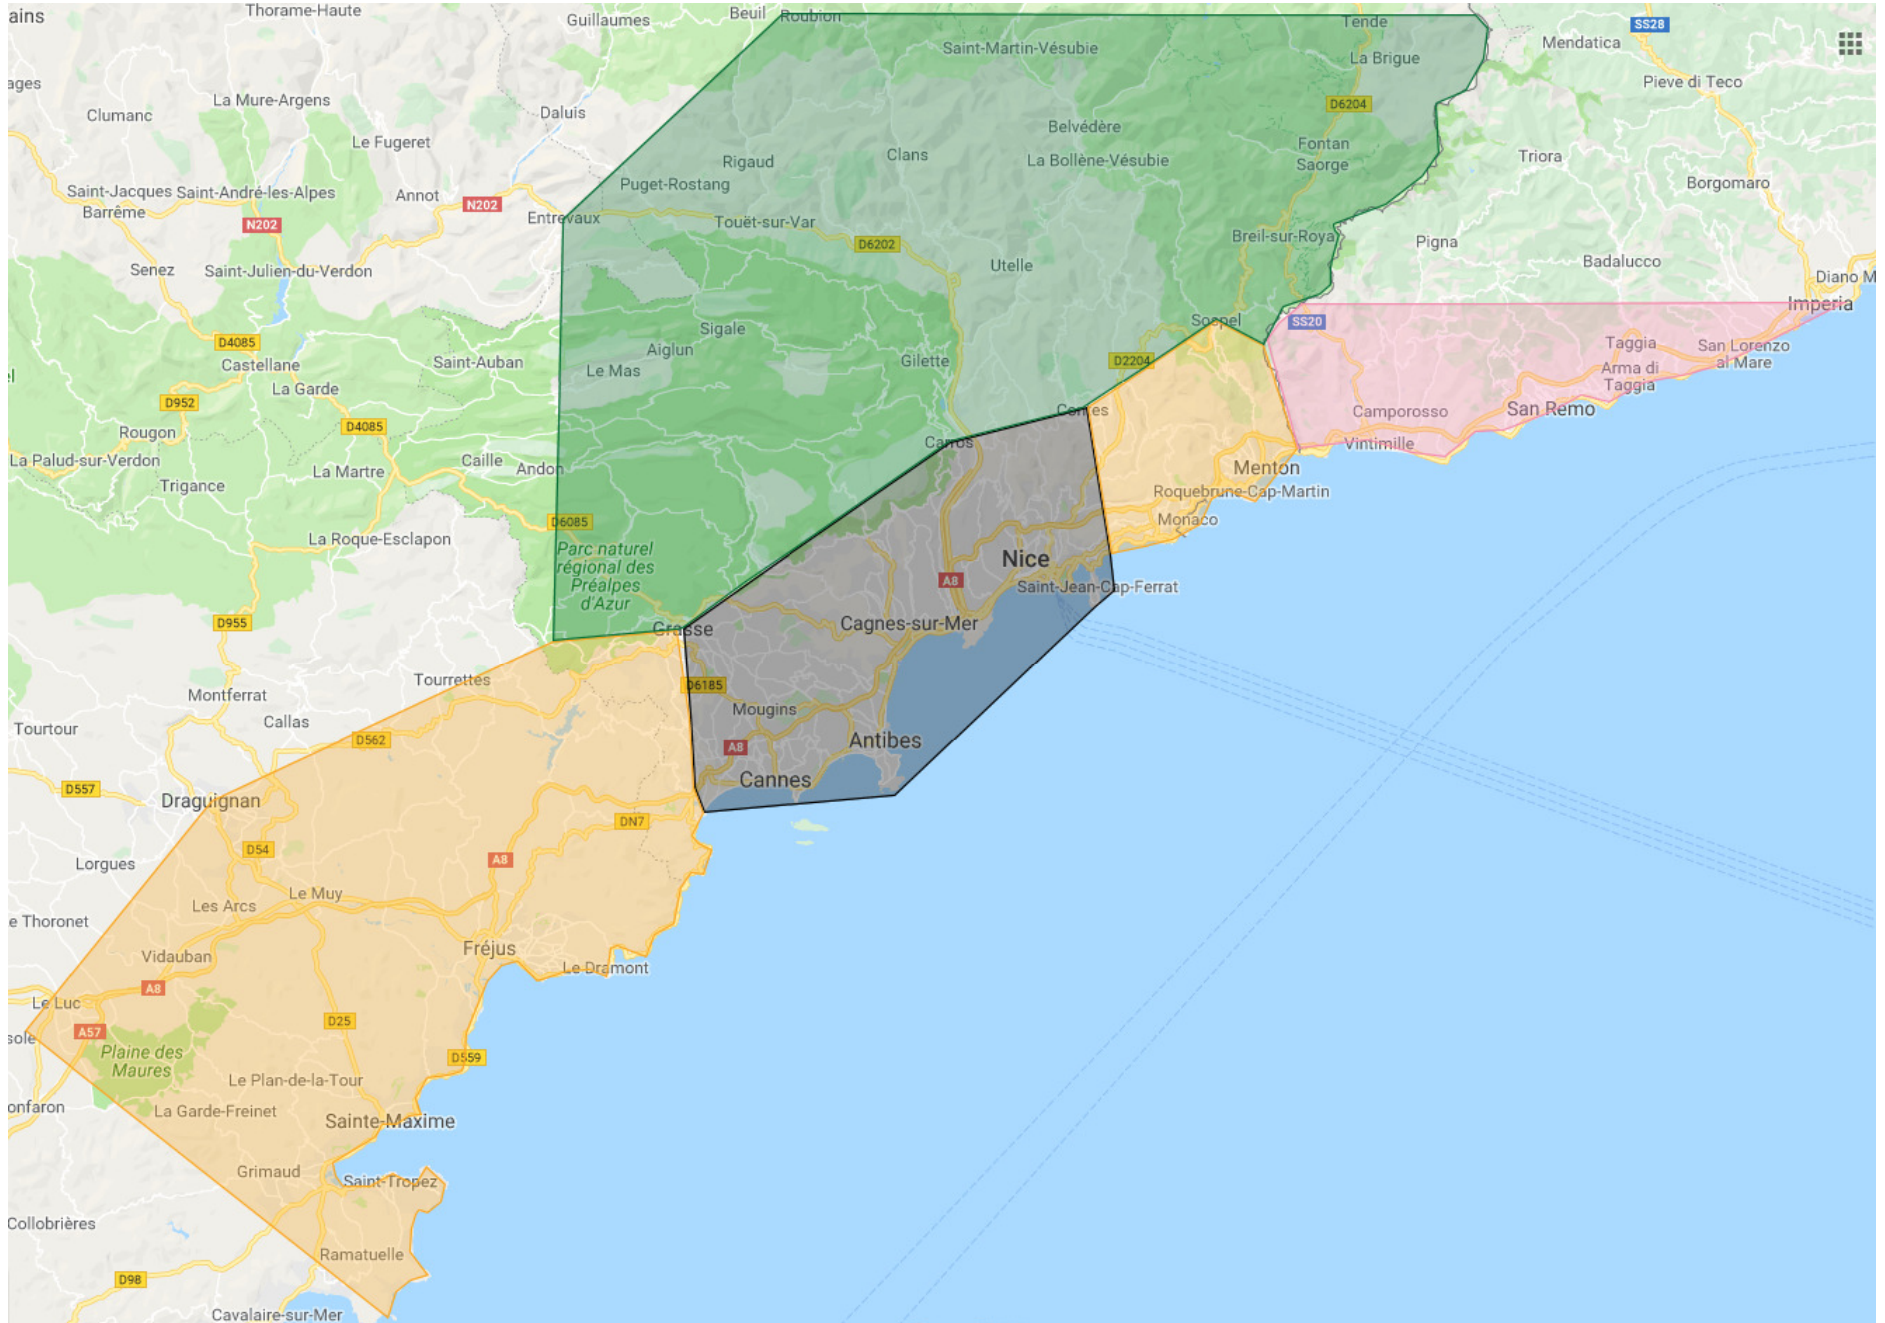 ains
Thorame-Haute
Guillaumes
Beuil
Roubion
Tende
SS28
Mendatica
Saint-Martin-Vésubie
La Brigue
ages
Pieve di Teco
La Mure-Argens
Clumanc
Daluis
D6204
Belvédère
Le Fugeret
Fontan
Saorge
Clans
Rigaud
La Bollène-Vésubie
Triora
Puget-Rostang
Borgomaro
Saint-Jacques
Saint-André-les-Alpes
Annot
N202
Barrême
Entrevaux
Touët-sur-Var
N202
D6202
Breil-sur-Roya
Pigna
Senez
Saint-Julien-du-Verdon
Utelle
Badalucco
Diano M
Imperia
Sigale
Sospel
SS20
D4085
Aiglun
Taggia
San Lorenzo
al Mare
Castellane
Saint-Auban
Le Mas
Gilette
D2204
Arma di
Taggia
el
La Garde
D952
Contes
Camporosso
San Remo
D4085
Rougon
Carros
Vintimille
La Palud-sur-Verdon
Caille
Andon
La Martre
Menton
Trigance
Roquebrune-Cap-Martin
D6085
Monaco
La Roque-Esclapon
Parc naturel
régional des
Préalpes
d'Azur
Nice
A8
Saint-Jean-Cap-Ferrat
D955
Grasse
Cagnes-sur-Mer
Tourrettes
D6185
Montferrat
Mougins
Callas
Tourtour
D562
A8
Antibes
Cannes
D557
Draguignan
DN7
D54
A8
Lorgues
Le Muy
Les Arcs
e Thoronet
Fréjus
Vidauban
Le Dramont
A8
Le Luc
D25
A57
sole
Plaine des
Maures
D559
Le Plan-de-la-Tour
onfaron
La Garde-Freinet
Sainte-Maxime
Grimaud
Saint-Tropez
Collobrières
Ramatuelle
D98
Cavalaire-sur-Mer